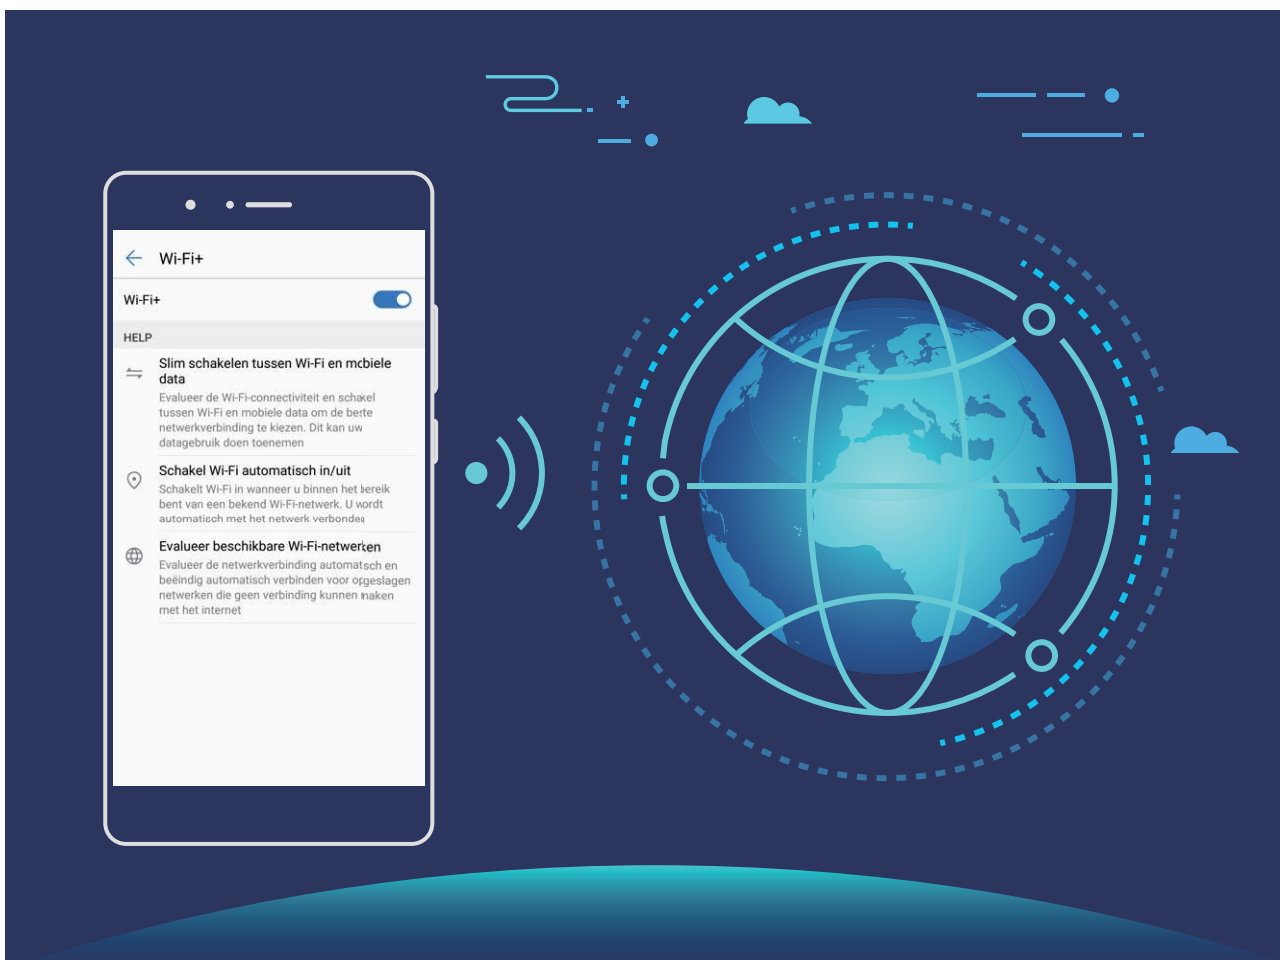 Wi-Fi+
Wi-Fi+
HELP
Slim schakelen tussen Wi-Fi en mobiele
data
Evalueer de Wi-Fi-connectiviteit en schakel
tussen Wi-Fi en mobiele data om de beste
netwerkverbinding te kiezen. Dit kan uw
datagebruik doen toenemen
Schakel Wi-Fi automatisch in/uit
Schakelt Wi-Fi in wanneer u binnen het bereik
bent van een bekend Wi-Fi-netwerk. U wordt
automatisch met het netwerk verbonden
Evalueer beschikbare Wi-Fi-netwerken
Evalueer de netwerkverbinding automatisch en
beëindig automatisch verbinden voor opgeslagen
netwerken die geen verbinding kunnen maken
met het internet